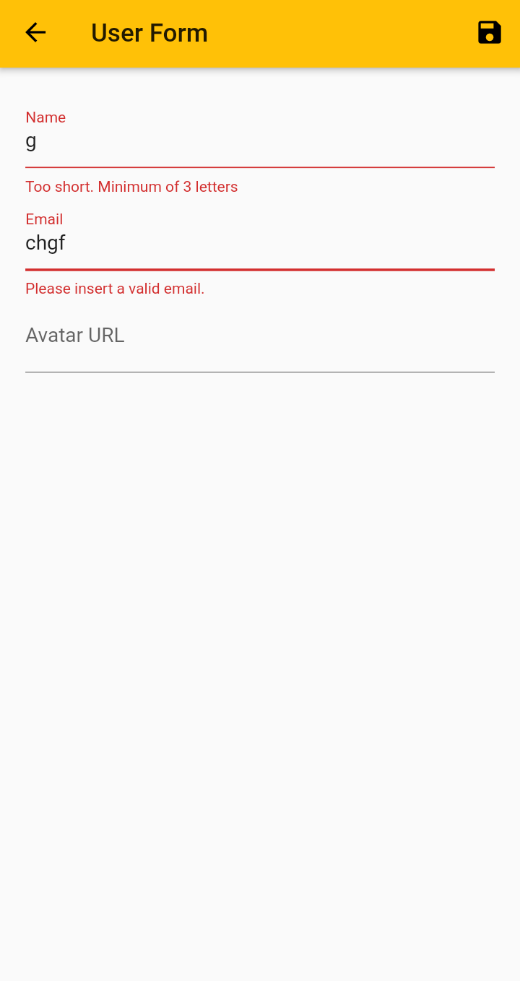 User Form
Name
g
Too short. Minimum of 3 letters
Email
chgf
Please insert a valid email.
Avatar URL